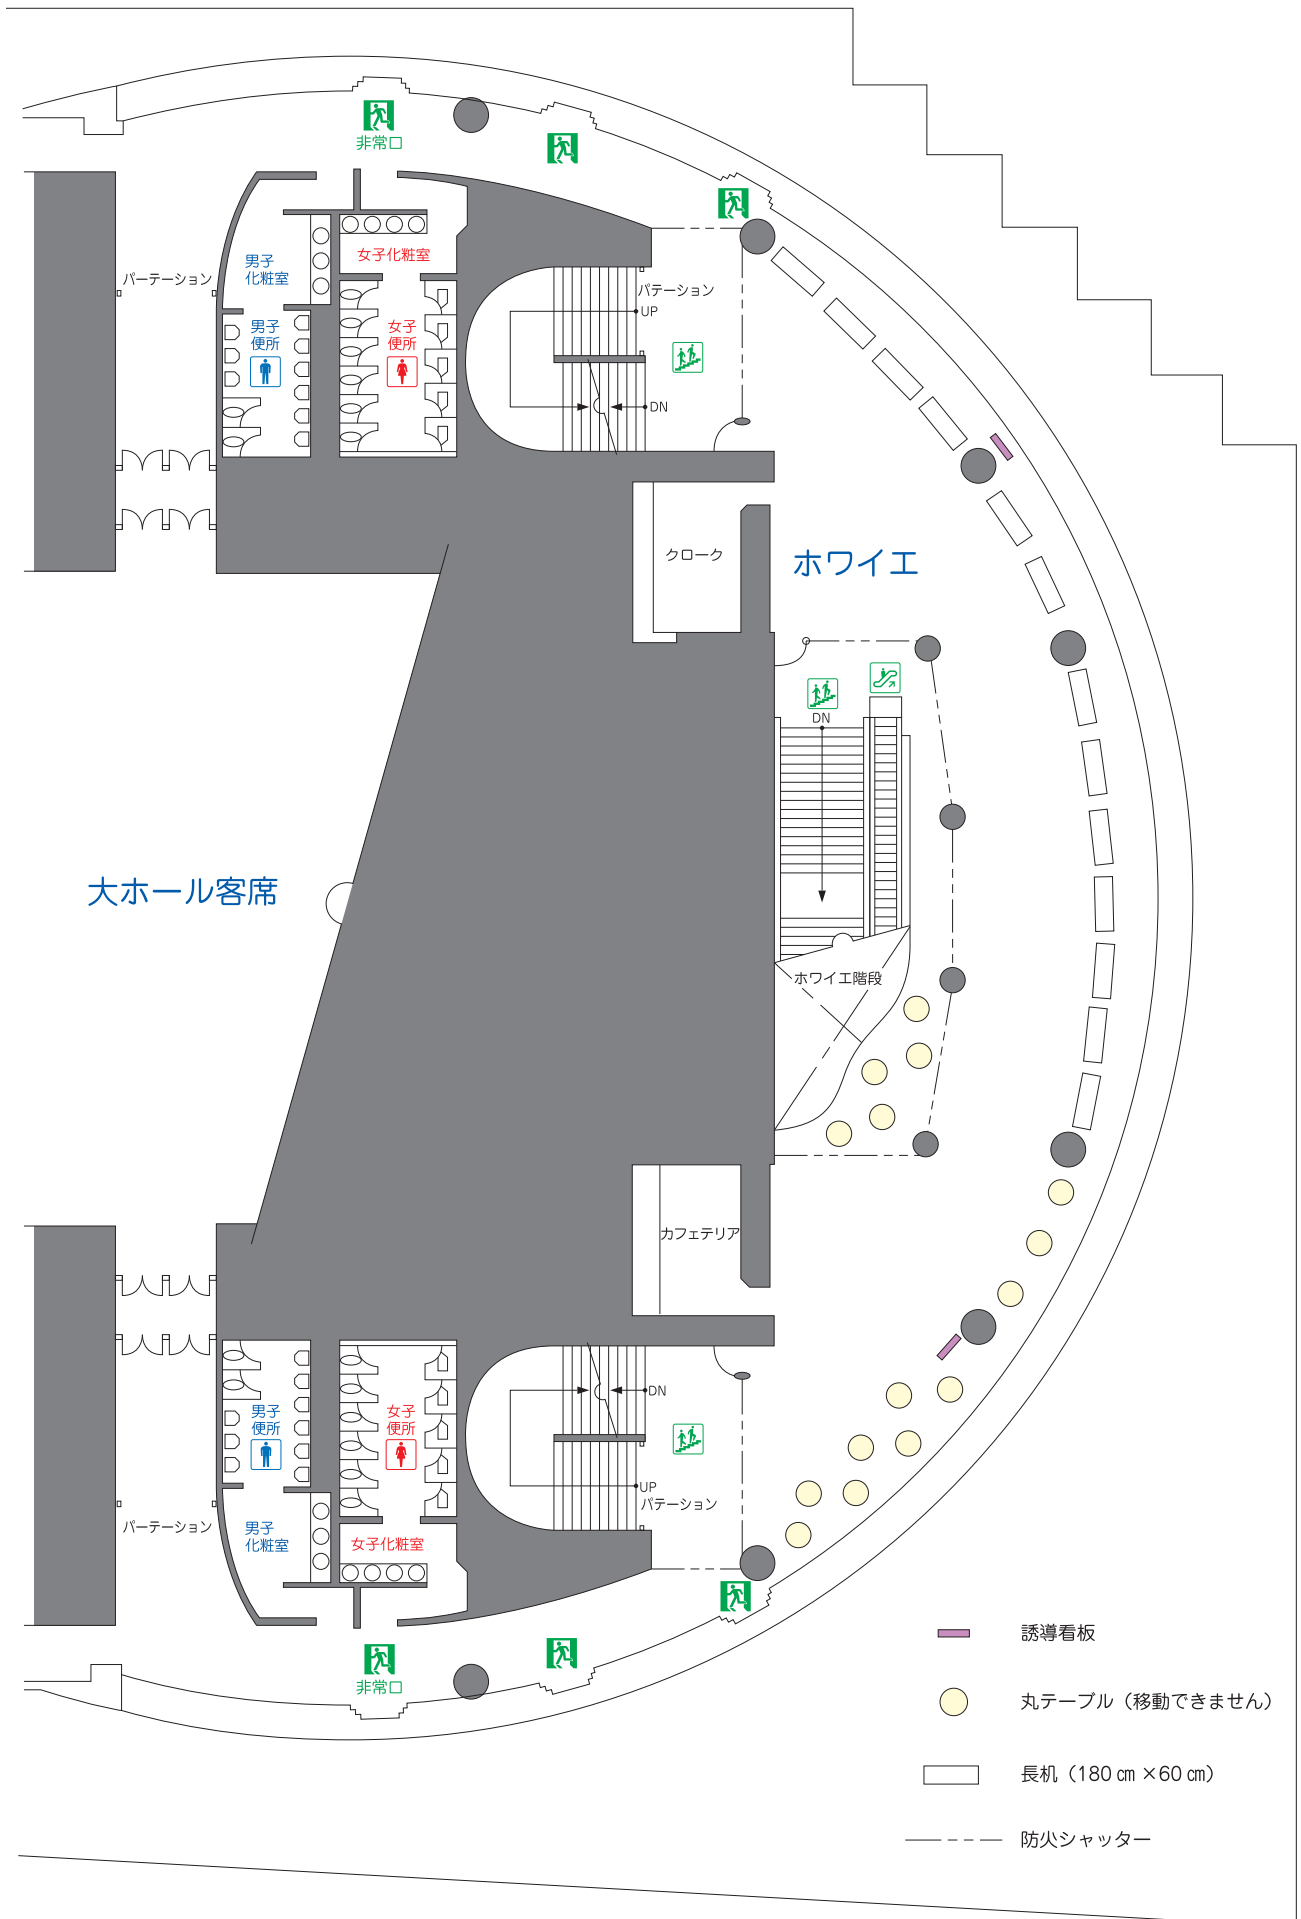 非常口
パーテーション
男子
化粧室
女子化粧室
男子
便所
女子
便所
パテーション
UP
DN
クローク
ホワイエ
DN
大ホール客席
ホワイエ階段
カフェテリア
DN
UP
パテーション
男子
便所
女子
便所
パーテーション
男子
化粧室
女子化粧室
非常口
誘導看板
丸テーブル（移動できません）
長机（180㎝×60㎝）
防火シャッター